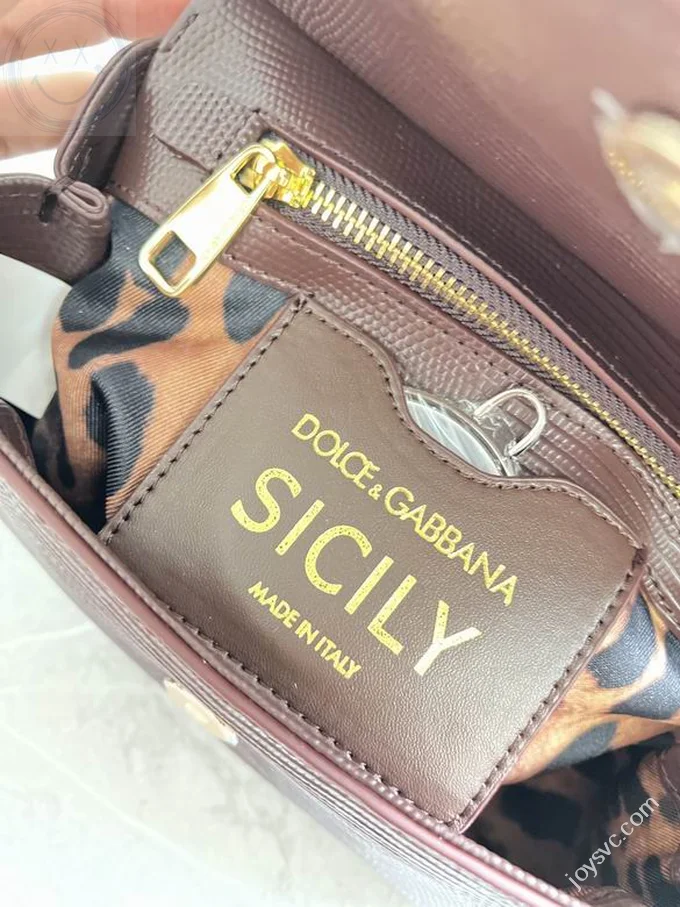 DOLCE & GABBANA
SICILY
MADE IN ITALY
joysvc.com